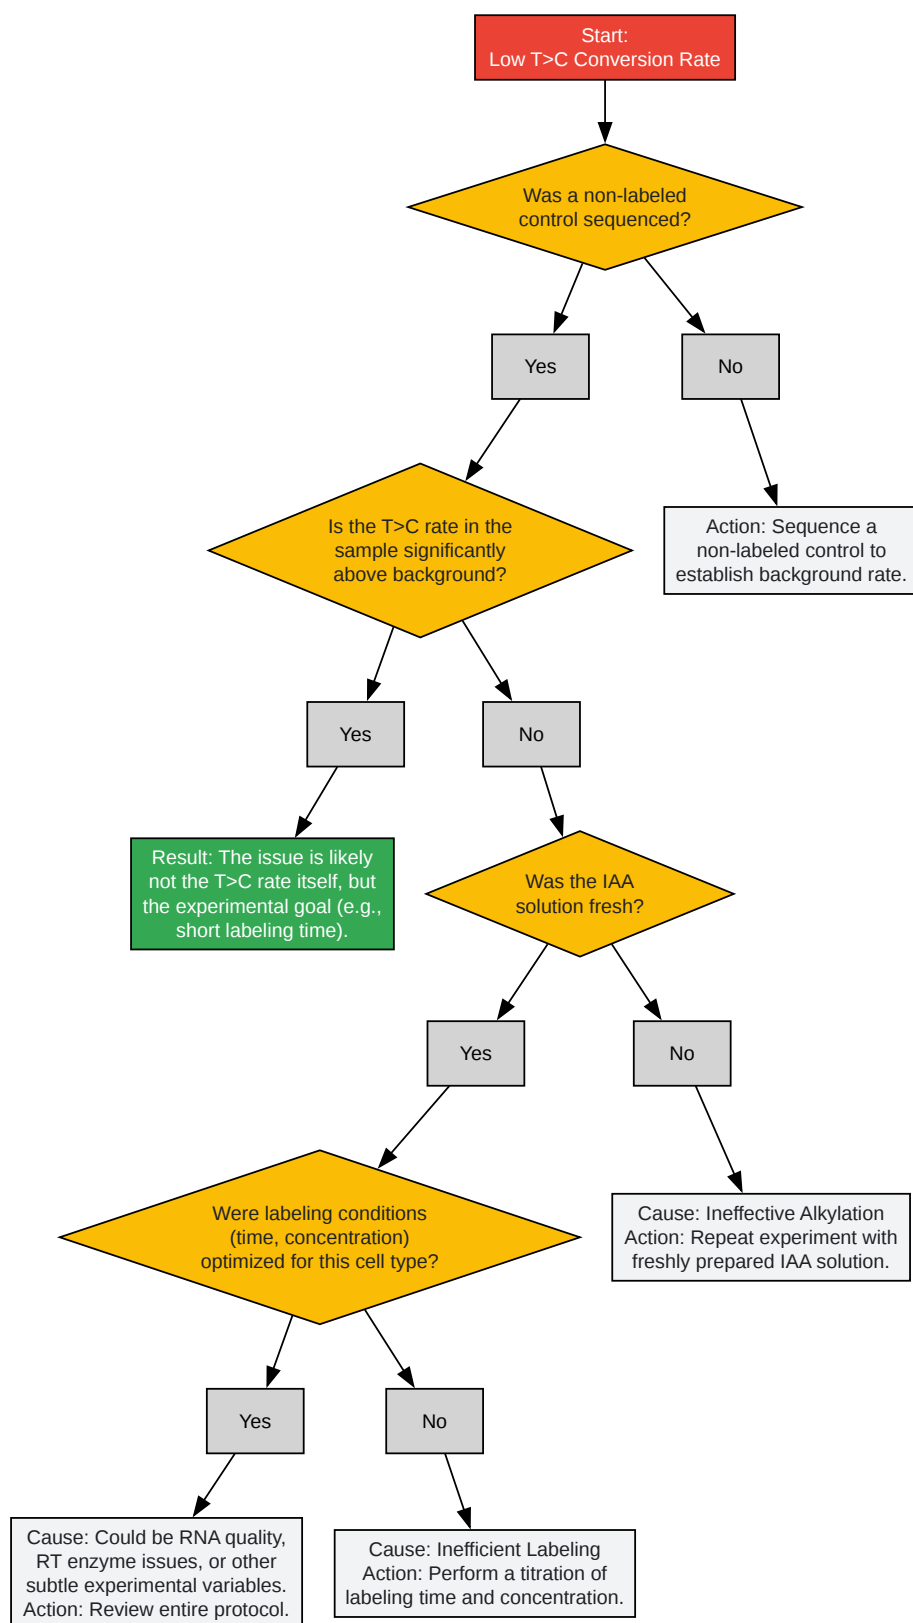 Start:
Low T>C Conversion Rate
Was a non-labeled
control sequenced?
Yes
No
Is the T>C rate in the
sample significantly
above background?
Action: Sequence a
non-labeled control to
establish background rate.
Yes
No
Result: The issue is likely
not the T>C rate itself, but
the experimental goal (e.g.,
short labeling time).
Was the IAA
solution fresh?
Yes
No
Were labeling conditions
(time, concentration)
optimized for this cell type?
Cause: Ineffective Alkylation
Action: Repeat experiment with
freshly prepared IAA solution.
Yes
No
Cause: Could be RNA quality,
RT enzyme issues, or other
subtle experimental variables.
Action: Review entire protocol.
Cause: Inefficient Labeling
Action: Perform a titration of
labeling time and concentration.